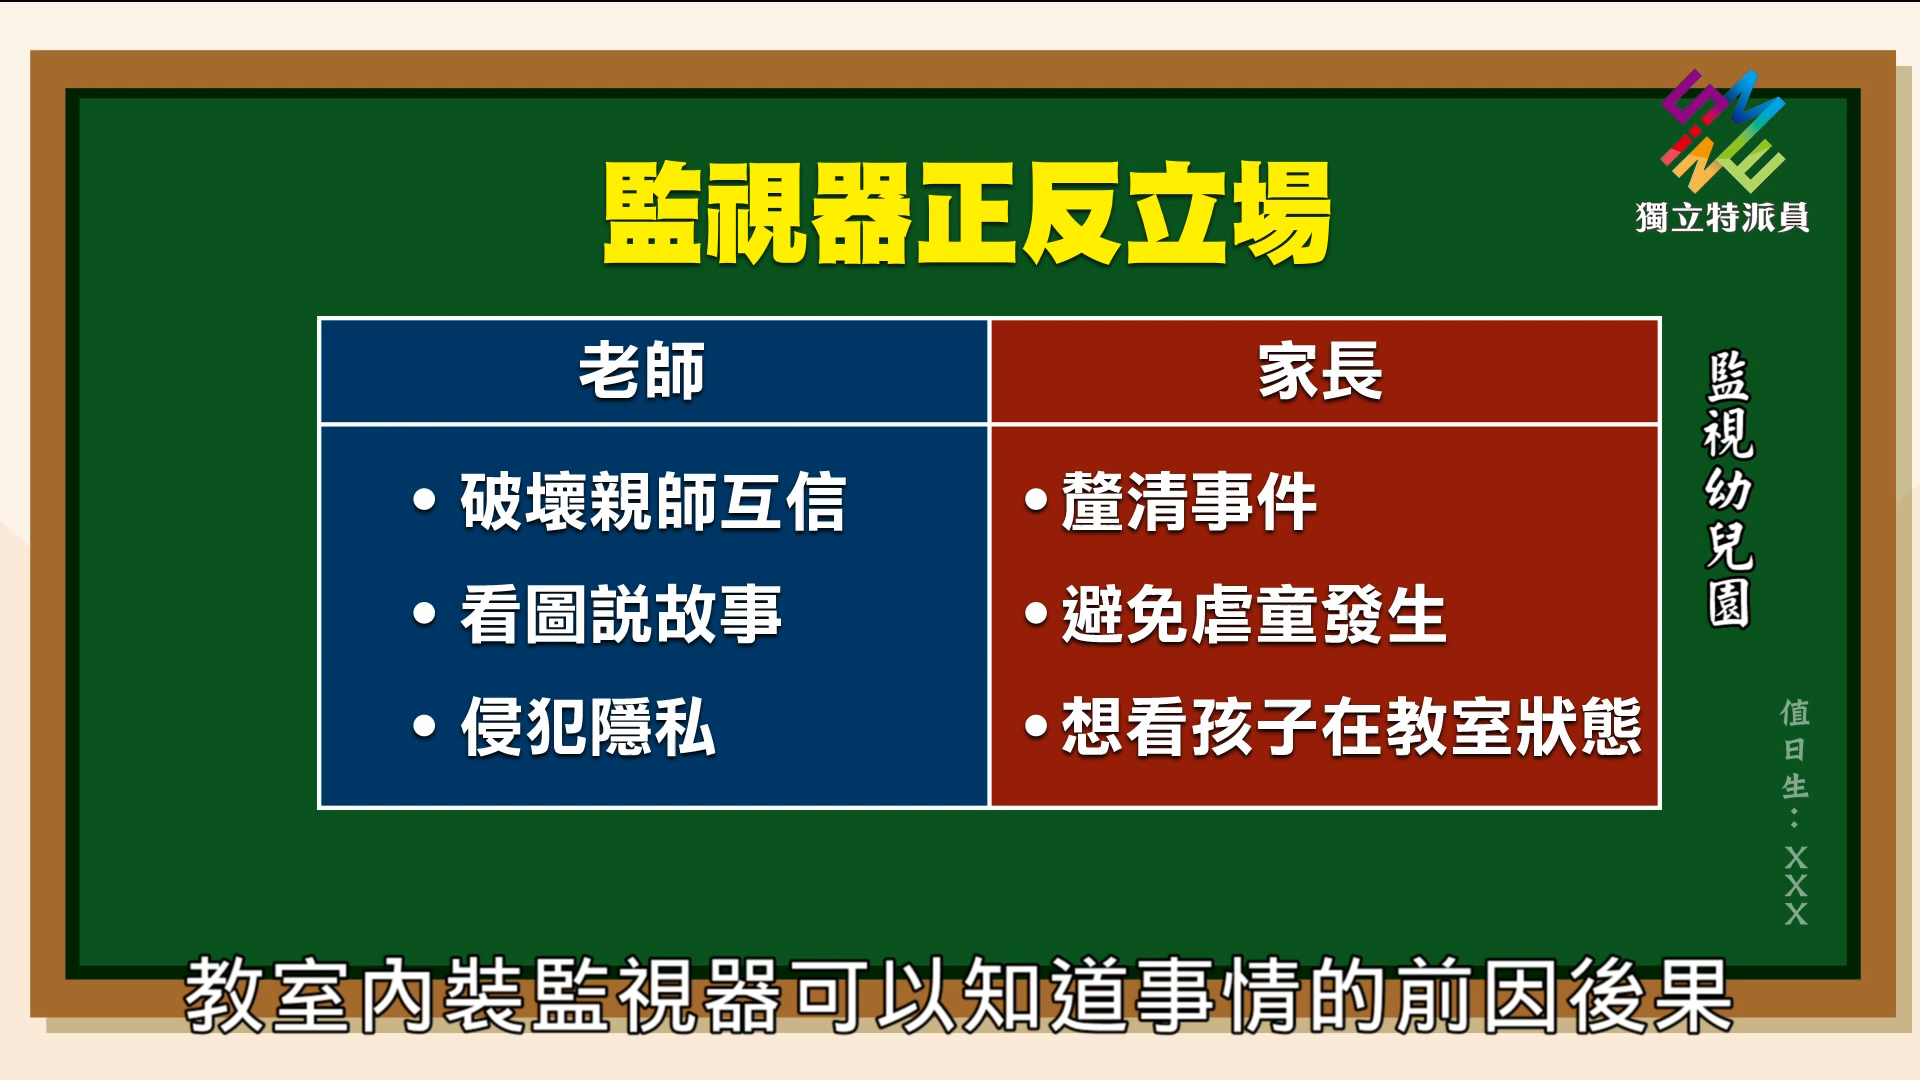 獨立特派員
監視器正反立場
老師
家長
• 破壞親師互信
• 看圖説故事
• 侵犯隱私
• 釐清事件
• 避免虐童發生
• 想看孩子在教室狀態
監視幼兒園
值日生：XXX
教室內裝監視器可以知道事情的前因後果